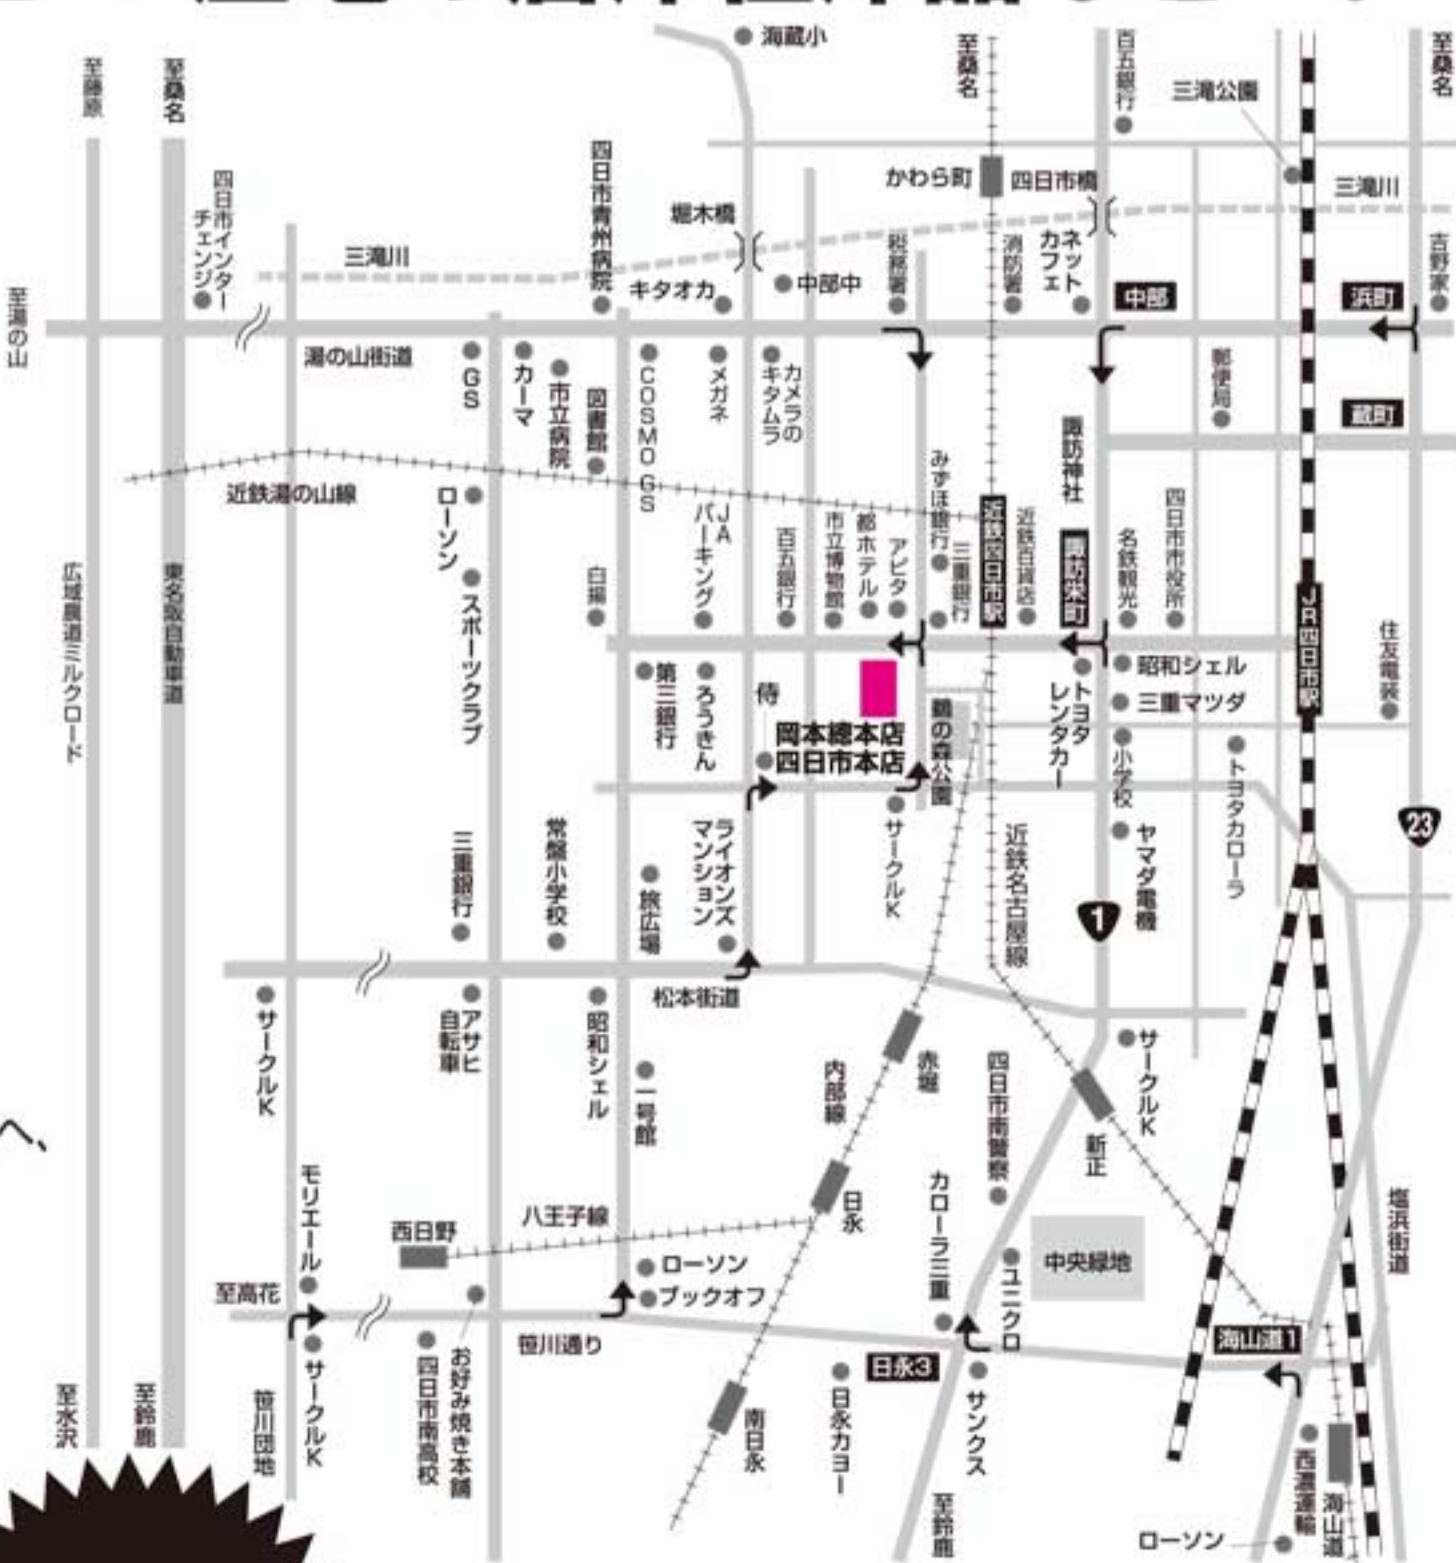 海蔵小
至藤原
至桑名
至桑名
百五銀行
三滝公園
至桑名
四日市インターチェンジ
四日市青州病院
堀木橋
かわら町
四日市橋
三滝川
三滝川
キタオカ
中部中
税務署
消防署
ネットカフェ
中部
浜町
吉野家
至湯の山
湯の山街道
GS
カーマ
市立病院
図書館
COSMO GS
メガネ
カメラのキタムラ
郵便局
蔵町
諏訪神社
近鉄湯の山線
ローソン
JAパーキング
百五銀行
市立博物館
都ホテル
アピタ
みずほ銀行
三重銀行
近鉄四日市駅
近鉄百貨店
諏訪栄町
名鉄観光
四日市市役所
JR四日市駅
住友電装
広域農道ミルクロード
東名阪自動車道
スポーツクラブ
白揚
第三銀行
ろうきん
侍
岡本總本店
四日市本店
鵜の森公園
トヨタレンタカー
昭和シェル
三重マツダ
小学校
トヨタカローラ
ヤマダ電機
23
1
三重銀行
常盤小学校
旅広場
ライオンズマンション
サークルK
近鉄名古屋線
松本街道
サークルK
アサヒ自転車
昭和シェル
一号館
内部線
赤堀
四日市南警察
新正
サークルK
モリエール
西日野
八王子線
日永
カローラ三重
ユニクロ
中央緑地
塩浜街道
至高花
ローソン
ブックオフ
笹川通り
海山道1
日永3
至水沢
至鈴鹿
笹川団地
サークルK
四日市南高校
お好み焼き本舗
南日永
日永カヨー
サンクス
至鈴鹿
西濃運輸
海山道
ローソン
へ、